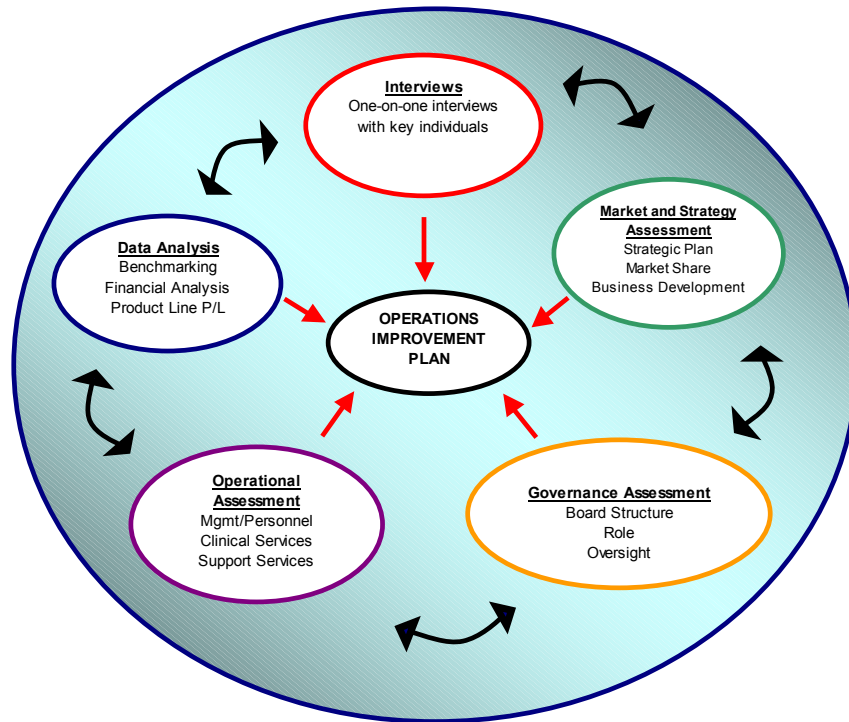 Interviews
One-on-one interviews
with key individuals
Market and Strategy
Assessment
Strategic Plan
Market Share
Business Development
Data Analysis
Benchmarking
Financial Analysis
Product Line P/L
OPERATIONS
IMPROVEMENT
PLAN
Operational
Assessment
Mgmt/Personnel
Clinical Services
Support Services
Governance Assessment
Board Structure
Role
Oversight